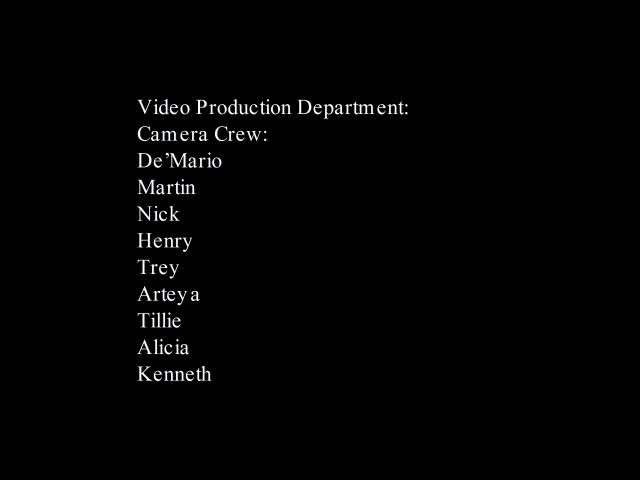 Video Production Department:
Camera Crew:
De’Mario
Martin
Nick
Henry
Trey
Arteya
Tillie
Alicia
Kenneth